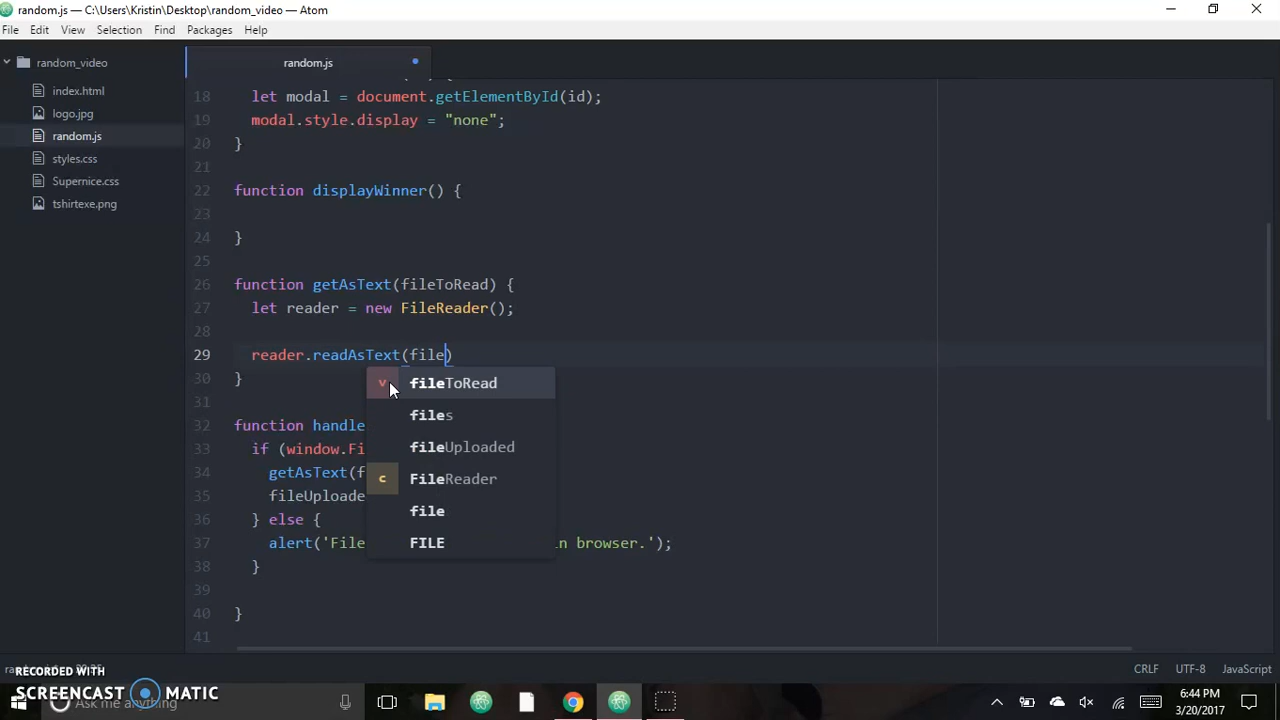 random.js — C:\Users\Kristin\Desktop\random_video — Atom
File Edit View Selection Find Packages Help
random_video
index.html
logo.jpg
random.js
styles.css
Supernice.css
tshirtexe.png
random.js
18 let modal = document.getElementById(id);
19 modal.style.display = "none";
20 }
21
22 function displayWinner() {
23
24 }
25
26 function getAsText(fileToRead) {
27 let reader = new FileReader();
28
29 reader.readAsText(file)
30 }
31
32 function handle
33 if (window.Fi
34 getAsText(f
35 fileUploade
36 } else {
37 alert('File in browser.');
38 }
39
40 }
41
v fileToRead
files
fileUploaded
c FileReader
file
FILE
CRLF UTF-8 JavaScript
RECORDED WITH
SCREENCAST MATIC
Ask me anything
6:44 PM
3/20/2017